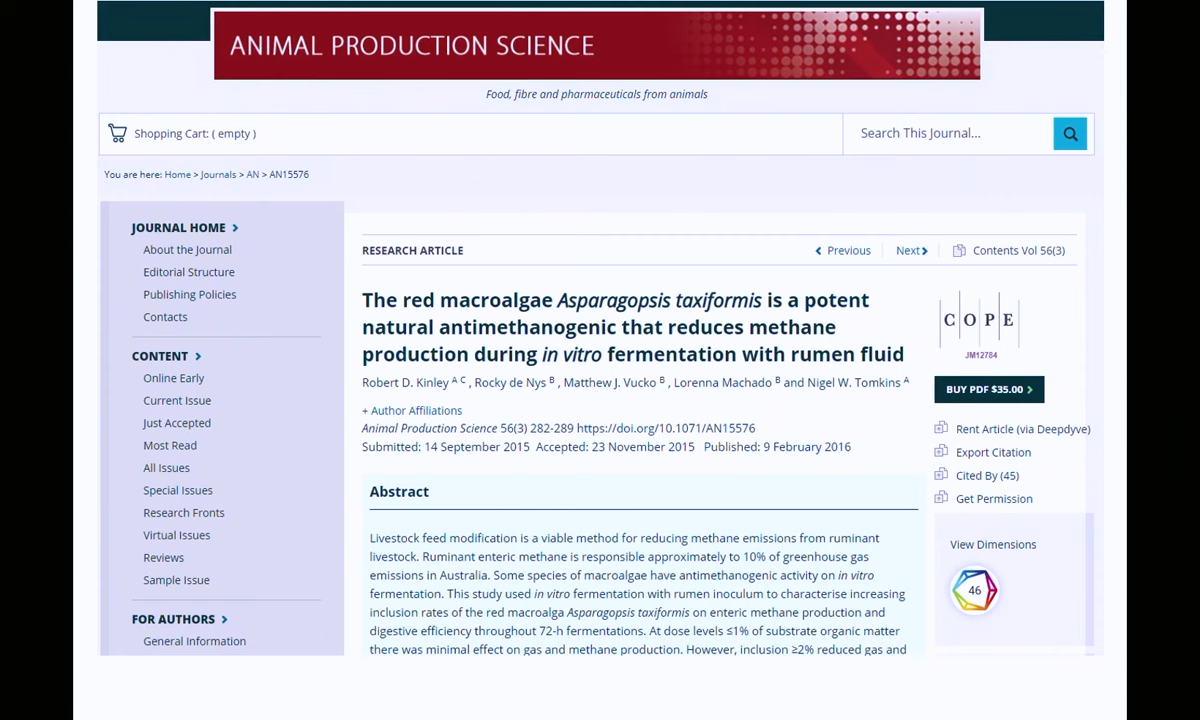 ANIMAL PRODUCTION SCIENCE
Food, fibre and pharmaceuticals from animals
Shopping Cart: ( empty )
Search This Journal...
You are here: Home > Journals > AN > AN15576
JOURNAL HOME >
About the Journal
Editorial Structure
Publishing Policies
Contacts
CONTENT >
Online Early
Current Issue
Just Accepted
Most Read
All Issues
Special Issues
Research Fronts
Virtual Issues
Reviews
Sample Issue
FOR AUTHORS >
General Information
RESEARCH ARTICLE
< Previous
Next >
Contents Vol 56(3)
The red macroalgae Asparagopsis taxiformis is a potent
natural antimethanogenic that reduces methane
production during in vitro fermentation with rumen fluid
Robert D. Kinley A C , Rocky de Nys B , Matthew J. Vucko B , Lorenna Machado B and Nigel W. Tomkins A
+ Author Affiliations
Animal Production Science 56(3) 282-289 https://doi.org/10.1071/AN15576
Submitted: 14 September 2015 Accepted: 23 November 2015 Published: 9 February 2016
Abstract
Livestock feed modification is a viable method for reducing methane emissions from ruminant
livestock. Ruminant enteric methane is responsible approximately to 10% of greenhouse gas
emissions in Australia. Some species of macroalgae have antimethanogenic activity on in vitro
fermentation. This study used in vitro fermentation with rumen inoculum to characterise increasing
inclusion rates of the red macroalga Asparagopsis taxiformis on enteric methane production and
digestive efficiency throughout 72-h fermentations. At dose levels ≤1% of substrate organic matter
there was minimal effect on gas and methane production. However, inclusion ≥2% reduced gas and
COPE
JM12784
BUY PDF $35.00 >
Rent Article (via Deepdyve)
Export Citation
Cited By (45)
Get Permission
View Dimensions
46